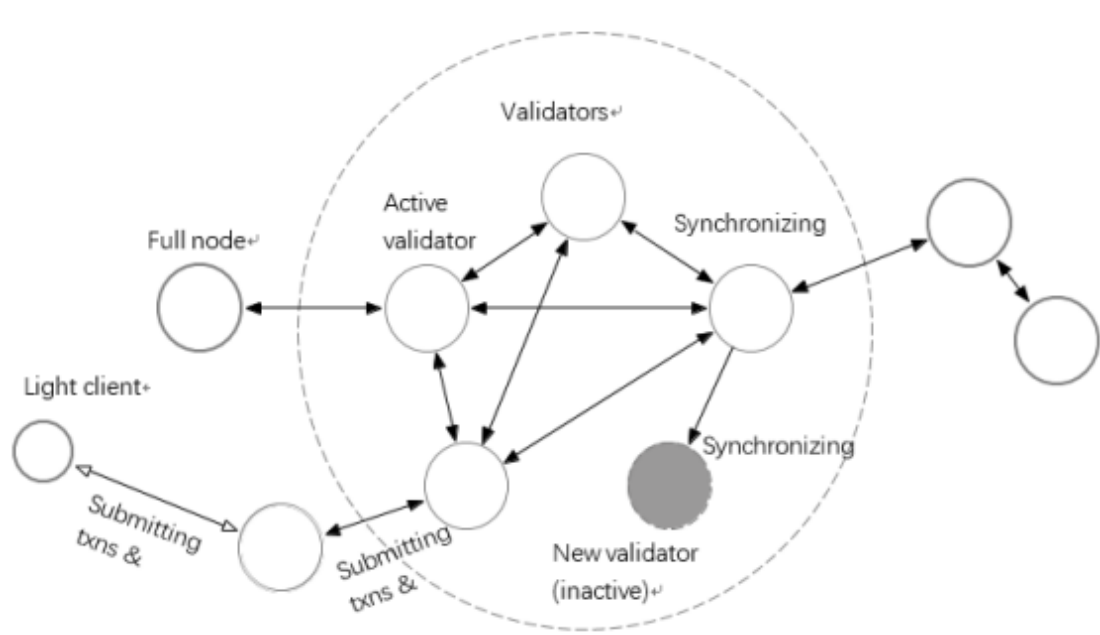 Validators↵
Active
validator
Synchronizing
Full node↵
Light client
Synchronizing
Submitting
txns &
Submitting
txns &
New validator
(inactive)↵